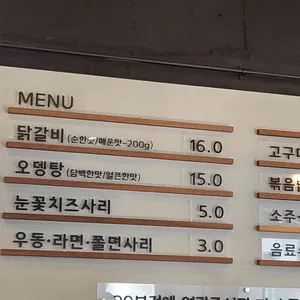 MENU
닭갈비 (순한맛/매운맛-200g) 16.0
오뎅탕 (담백한맛/얼큰한맛) 15.0
눈꽃치즈사리 5.0
우동·라면·쫄면사리 3.0
고구마
볶음밥
소주
음료